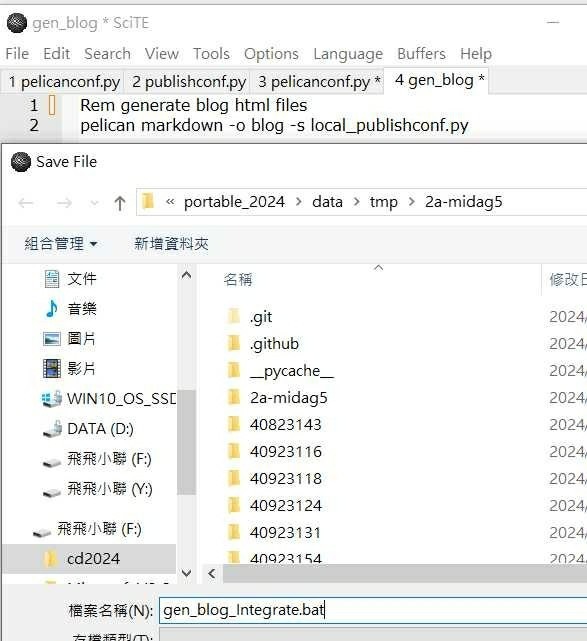 gen_blog * SciTE
File Edit Search View Tools Options Language Buffers Help
1 pelicanconf.py 2 publishconf.py 3 pelicanconf.py * 4 gen_blog *
1 Rem generate blog html files
2 pelican markdown -o blog -s local_publishconf.py
Save File
« portable_2024 > data > tmp > 2a-midag5
組合管理 新增資料夾
名稱 修改日
文件
音樂
圖片
影片
WIN10_OS_SSD
DATA (D:)
飛飛小聯 (F:)
飛飛小聯 (Y:)
飛飛小聯 (F:)
cd2024
.git 2024/
.github 2024/
__pycache__ 2024/
2a-midag5 2024/
40823143 2024/
40923116 2024/
40923118 2024/
40923124 2024/
40923131 2024/
40923154 2024/
檔案名稱(N): gen_blog_Integrate.bat
存檔類型(T):